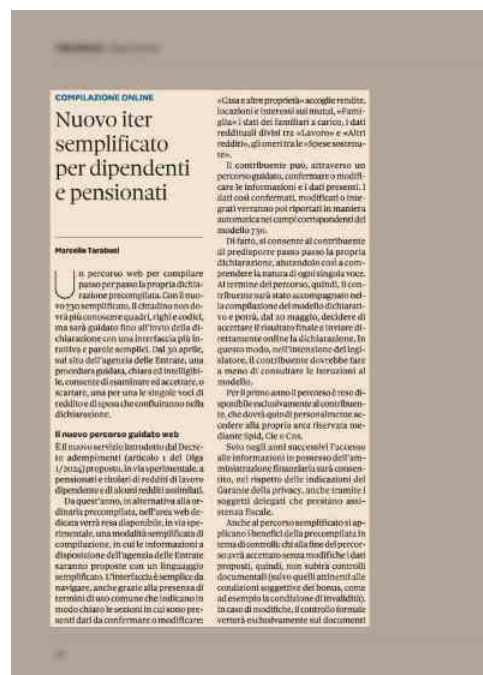 COMPILAZIONE ONLINE
Nuovo iter
semplificato
per dipendenti
e pensionati
Marcello Tarabusi
Un percorso web per compilare
passo per passo la propria dichia-
razione precompilata. Con il nuo-
vo 730 semplificato, il cittadino non do-
vrà più conoscere quadri, righi e codici,
ma sarà guidato fino all'invio della di-
chiarazione con una interfaccia più in-
tuitiva e parole semplici. Dal 30 aprile,
sul sito dell'agenzia delle Entrate, una
procedura guidata, chiara ed intelligibi-
le, consente di esaminare ed accettare, o
scartare, una per una le singole voci di
reddito e di spesa che confluiranno nella
dichiarazione.
Il nuovo percorso guidato web
È il nuovo servizio introdotto dal Decre-
to adempimenti (articolo 1 del Dlgs
1/2024) proposto, in via sperimentale, a
pensionati e titolari di redditi di lavoro
dipendente e di alcuni redditi assimilati.
Da quest'anno, in alternativa alla or-
dinaria precompilata, nell'area web de-
dicata verrà resa disponibile, in via spe-
rimentale, una modalità semplificata di
compilazione, in cui le informazioni a
disposizione dell'agenzia delle Entrate
saranno proposte con un linguaggio
semplificato. L'interfaccia è semplice da
navigare, anche grazie alla presenza di
termini di uso comune che indicano in
modo chiaro le sezioni in cui sono pre-
senti dati da confermare o modificare:
«Casa e altre proprietà» accoglie rendite,
locazioni e interessi sui mutui, «Fami-
glia» i dati dei familiari a carico, i dati
reddituali divisi tra «Lavoro» e «Altri
redditi», gli oneri tra le «Spese sostenu-
te».
Il contribuente può, attraverso un
percorso guidato, confermare o modifi-
care le informazioni e i dati presenti. I
dati così confermati, modificati o inte-
grati verranno poi riportati in maniera
automatica nei campi corrispondenti del
modello 730.
Di fatto, si consente al contribuente
di predisporre passo passo la propria
dichiarazione, aiutandolo così a com-
prendere la natura di ogni singola voce.
Al termine del percorso, quindi, il con-
tribuente sarà stato accompagnato nel-
la compilazione del modello dichiarati-
vo e potrà, dal 20 maggio, decidere di
accettare il risultato finale e inviare di-
rettamente online la dichiarazione. In
questo modo, nell'intenzione del legi-
slatore, il contribuente dovrebbe fare
a meno di consultare le istruzioni al
modello.
Per il primo anno il percorso è reso di-
sponibile esclusivamente al contribuen-
te, che dovrà quindi personalmente ac-
cedere alla propria area riservata me-
diante Spid, Cie o Cns.
Solo negli anni successivi l'accesso
alle informazioni in possesso dell'am-
ministrazione finanziaria sarà consen-
tito, nel rispetto delle indicazioni del
Garante della privacy, anche tramite i
soggetti delegati che prestano assi-
stenza fiscale.
Anche al percorso semplificato si ap-
plicano i benefici della precompilata in
tema di controlli: chi alla fine del percor-
so avrà accettato senza modifiche i dati
proposti, quindi, non subirà controlli
documentali (salvo quelli attinenti alle
condizioni soggettive dei bonus, come
ad esempio la condizione di invalidità).
In caso di modifiche, il controllo formale
verterà esclusivamente sui documenti